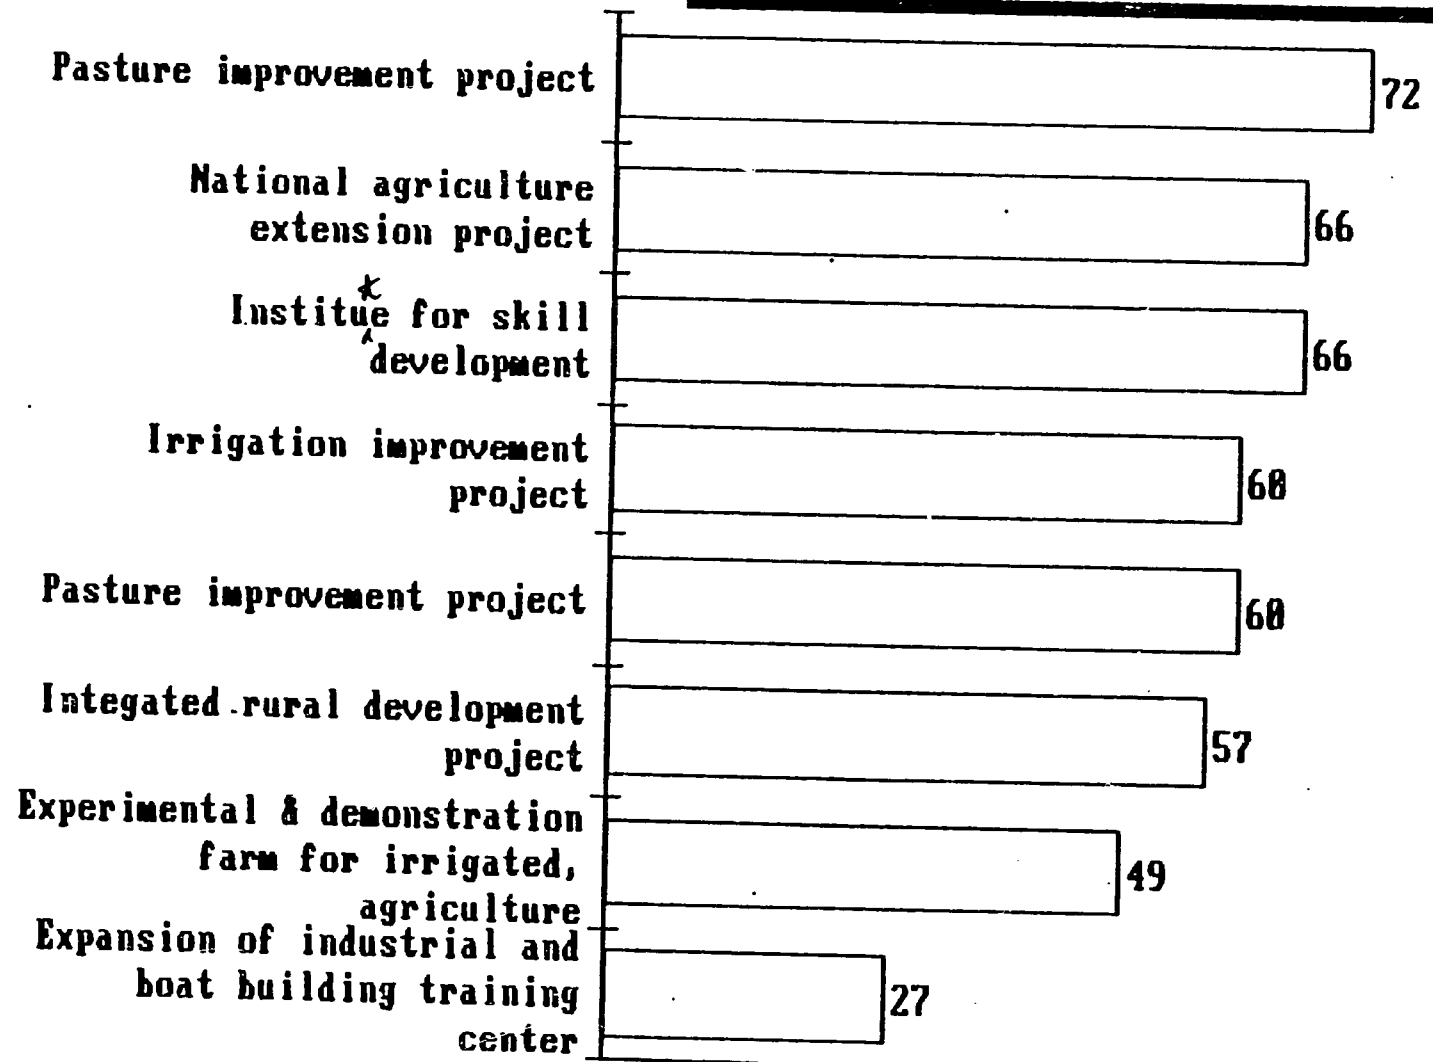 Pasture improvement project
72
National agriculture
extension project
66
Institue for skill
t
development
66
Irrigation improvement
project
60
Pasture improvement project
60
Integated rural development
project
57
Experimental & demonstration
farm for irrigated,
agriculture
49
Expansion of industrial and
boat building training
center
27